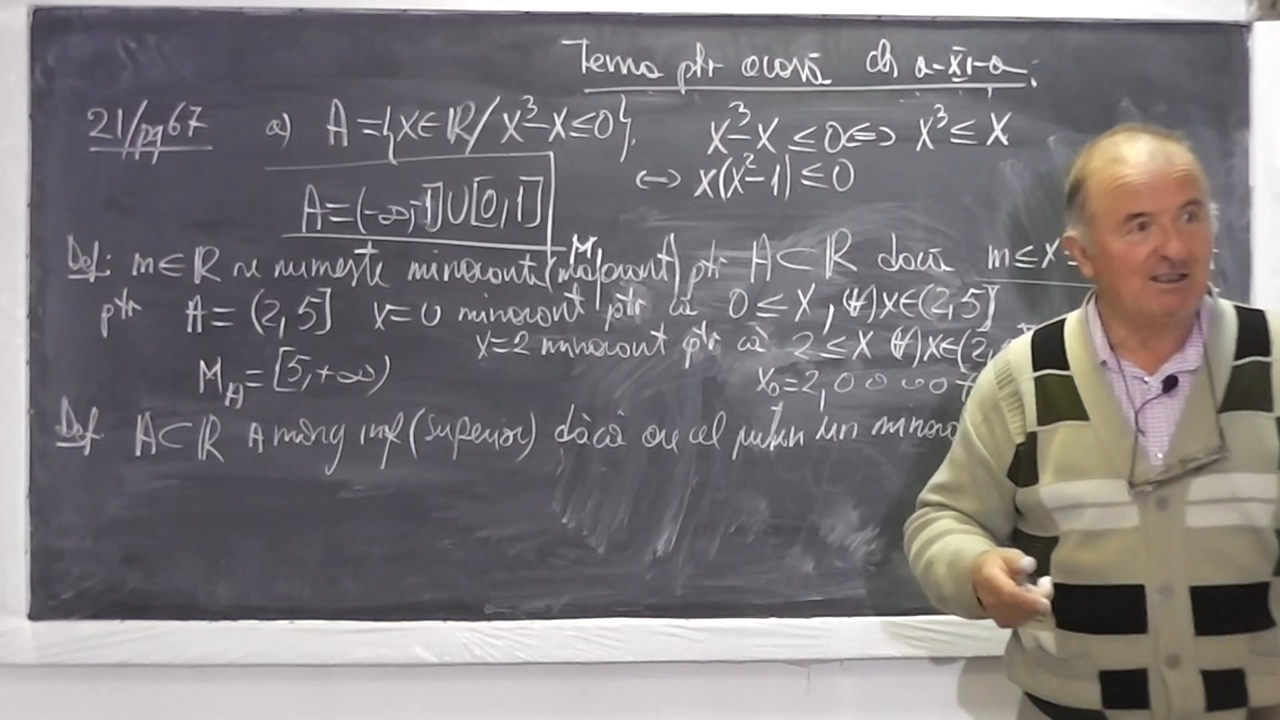 Tema ptr acasă cls a-XI-a:
21/pg67 a) A={x∈ℝ/ x³-x≤0}. x³-x≤0⇔ x³≤x
⇔ x(x²-1)≤0
A=(-∞,-1]∪[0,1]
Def: m∈ℝ se numește minorant(majorant) ptr A⊂ℝ dacă m≤x
M
ptr A=(2,5] x=0 minorant ptr că 0≤x, (∀)x∈(2,5]
x=2 minorant ptr că 2≤x (∀)x∈(2,
M_A=[5,+∞) x₀=2,0000
Def A⊂ℝ A mărg inf(superior) dacă are cel puțin un